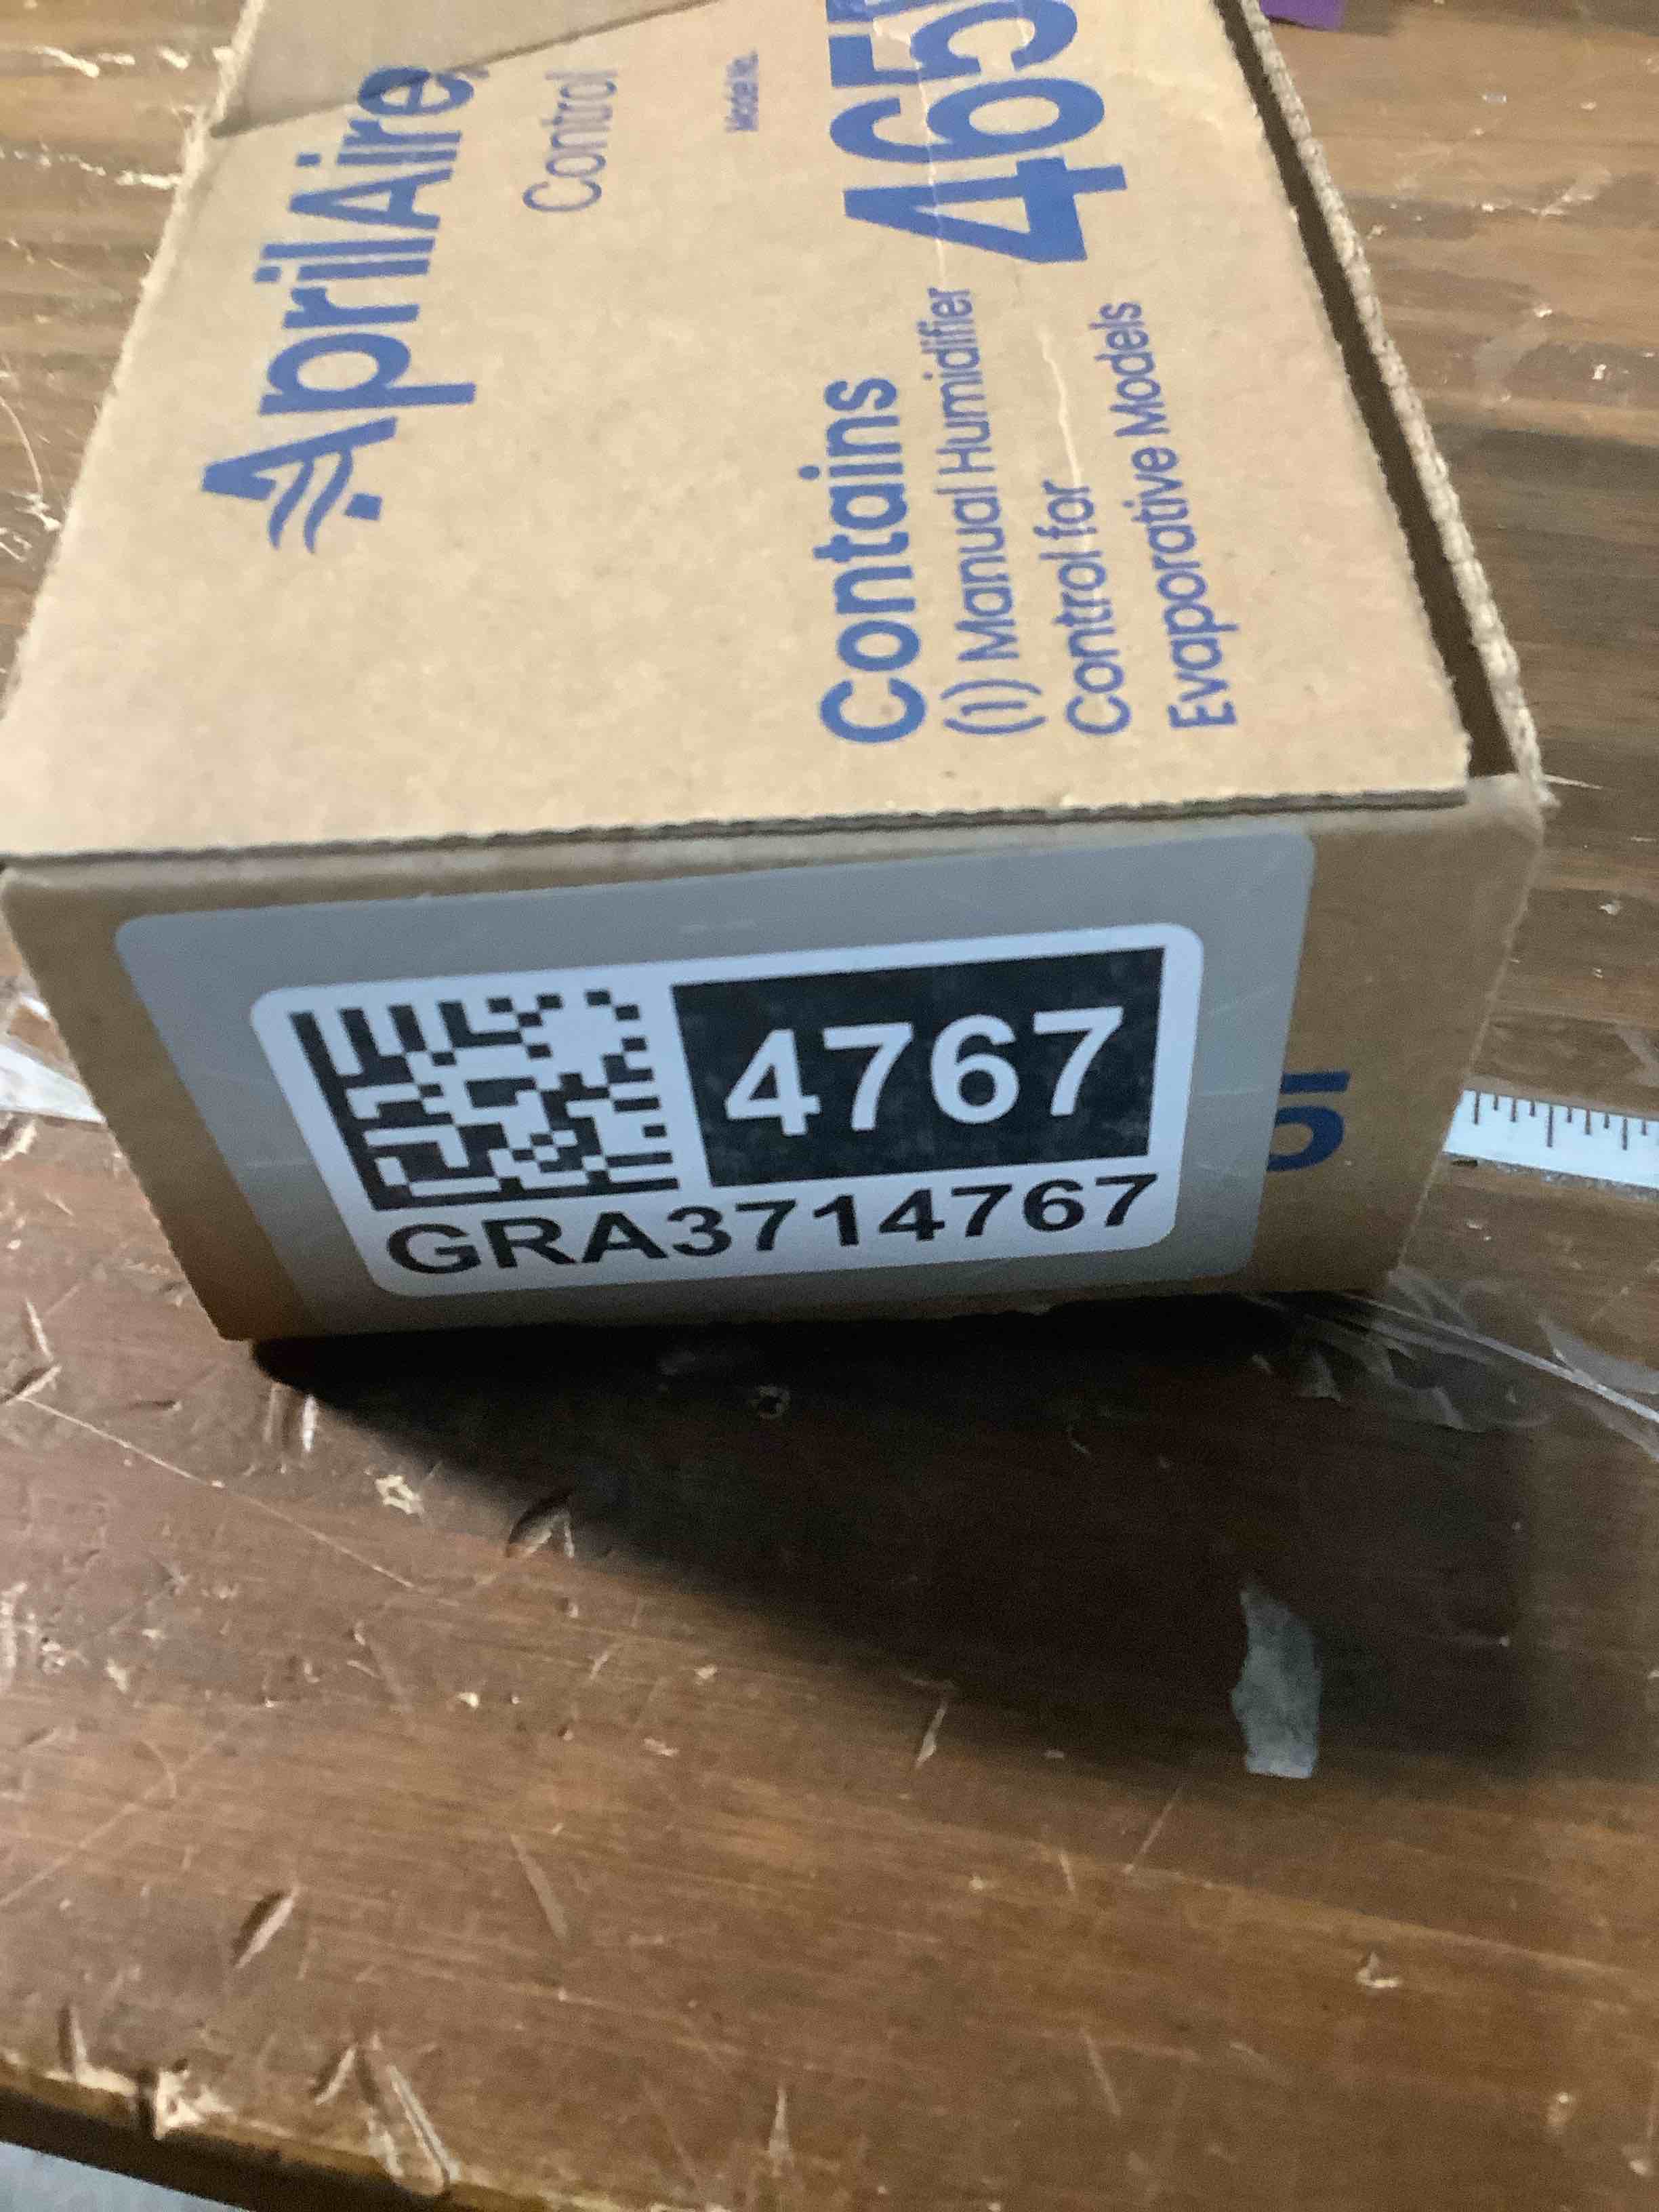 AprilAire
Control
Model No.
465
Contains
(1) Manual Humidifier
Control for
Evaporative Models
4767
GRA3714767